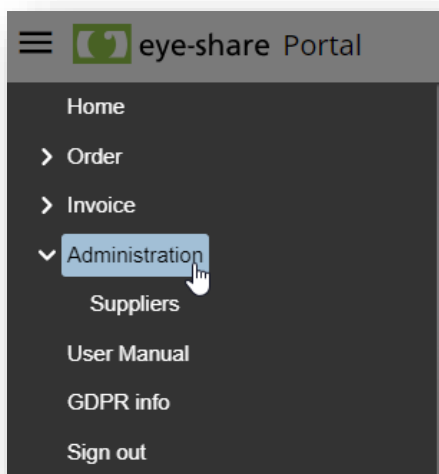 eye-share Portal
Home
Order
Invoice
Administration
Suppliers
User Manual
GDPR info
Sign out